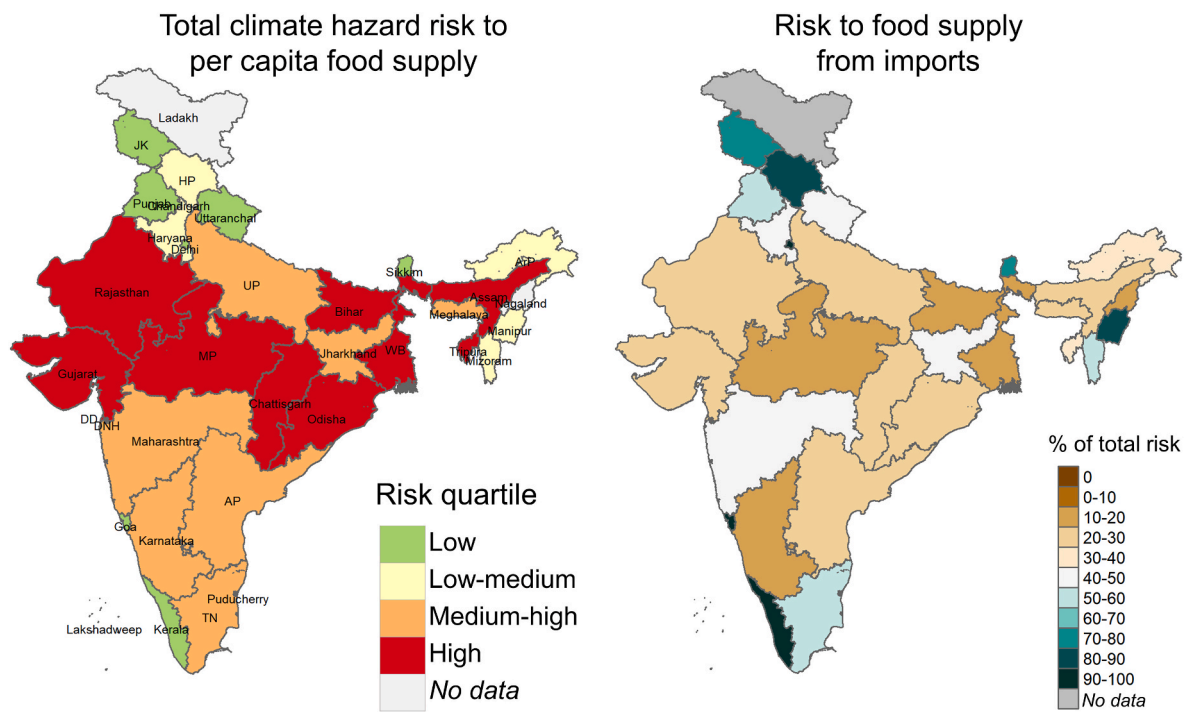 Total climate hazard risk to
per capita food supply
Ladakh
JK
HP
Punjab
Chandigarh
Uttaranchal
Haryana
Delhi
Sikkim
ArP
Rajasthan
UP
Assam
Nagaland
Bihar
Meghalaya
Manipur
MP
Jharkhand
WB
Tripura
Mizoram
Gujarat
Chattisgarh
DD
DNH
Odisha
Maharashtra
AP
Goa
Karnataka
Puducherry
TN
Lakshadweep
Kerala
Risk quartile
Low
Low-medium
Medium-high
High
No data
Risk to food supply
from imports
% of total risk
0
0-10
10-20
20-30
30-40
40-50
50-60
60-70
70-80
80-90
90-100
No data